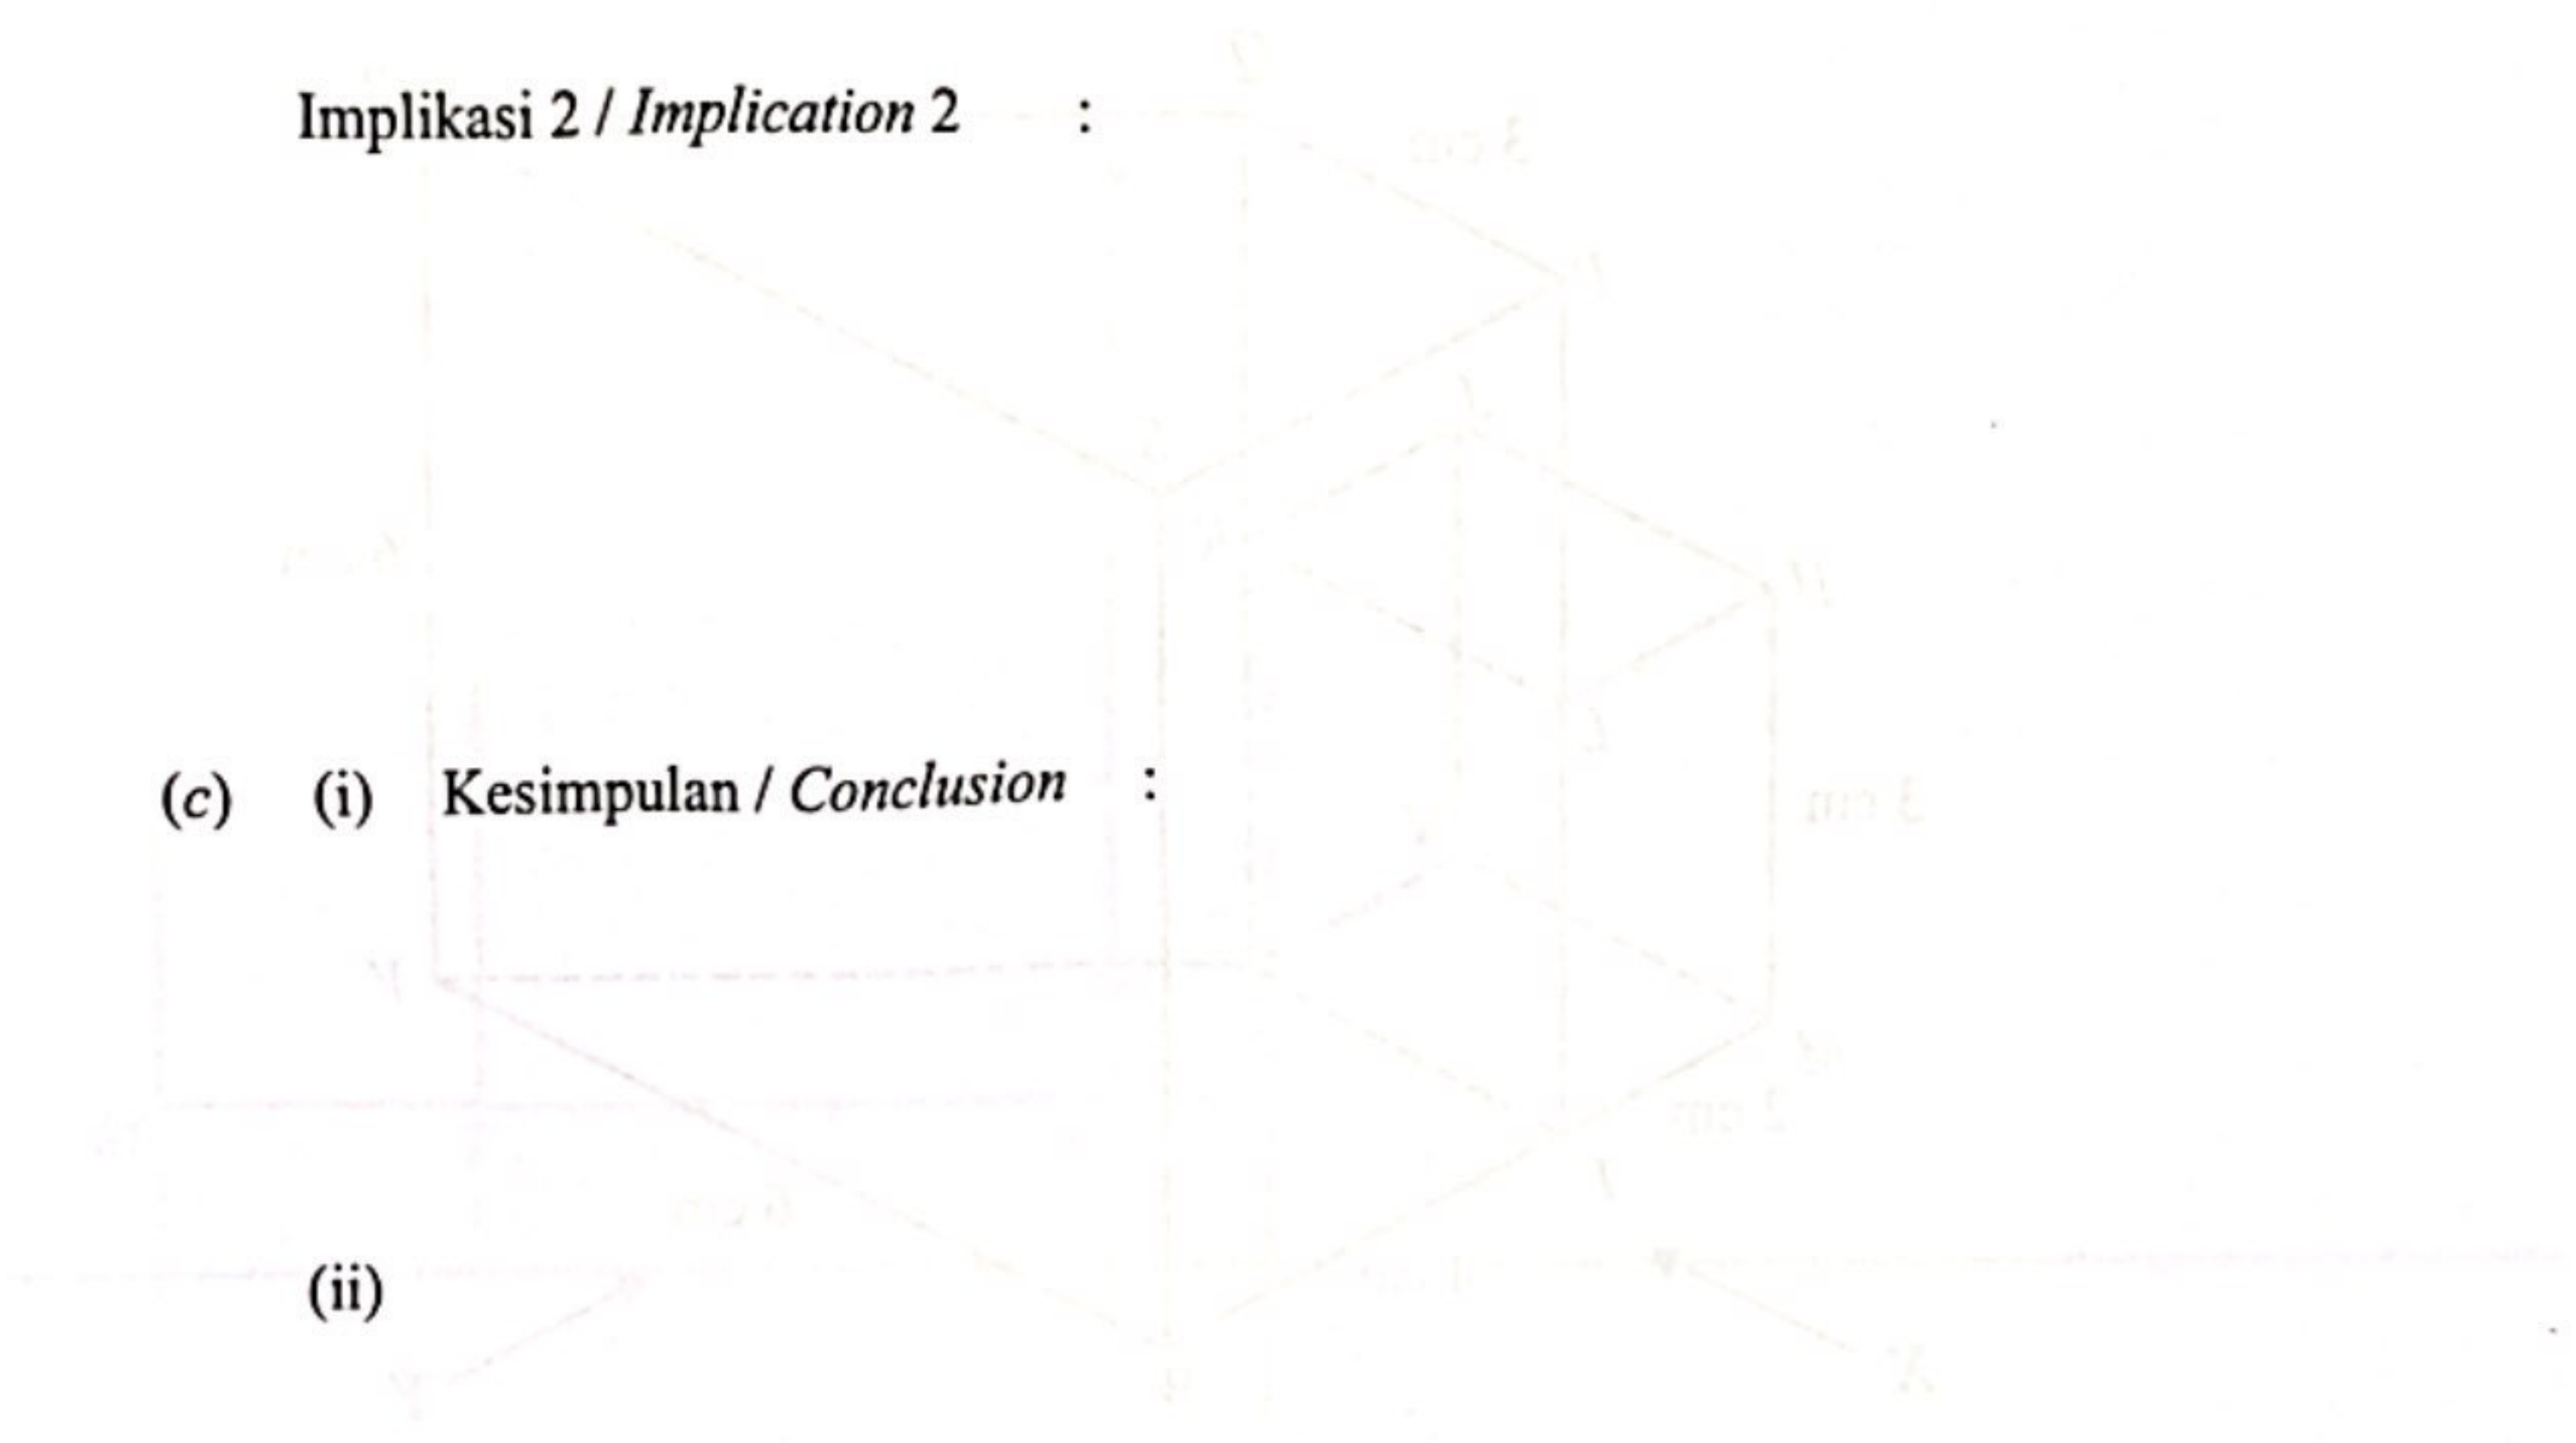 Implikasi 2 / Implication 2 :
(c) (i) Kesimpulan / Conclusion :
(ii)